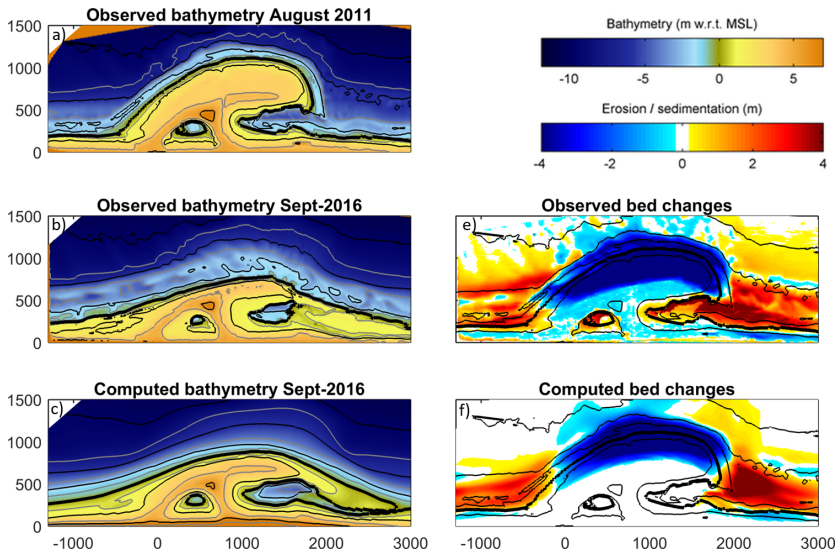 Observed bathymetry August 2011
a)
1500
1000
500
0
Bathymetry (m w.r.t. MSL)
-10 -5 0 5
Erosion / sedimentation (m)
-4 -2 0 2 4
Observed bathymetry Sept-2016
b)
1500
1000
500
0
Observed bed changes
e)
Computed bathymetry Sept-2016
c)
1500
1000
500
0
-1000 0 1000 2000 3000
Computed bed changes
f)
-1000 0 1000 2000 3000